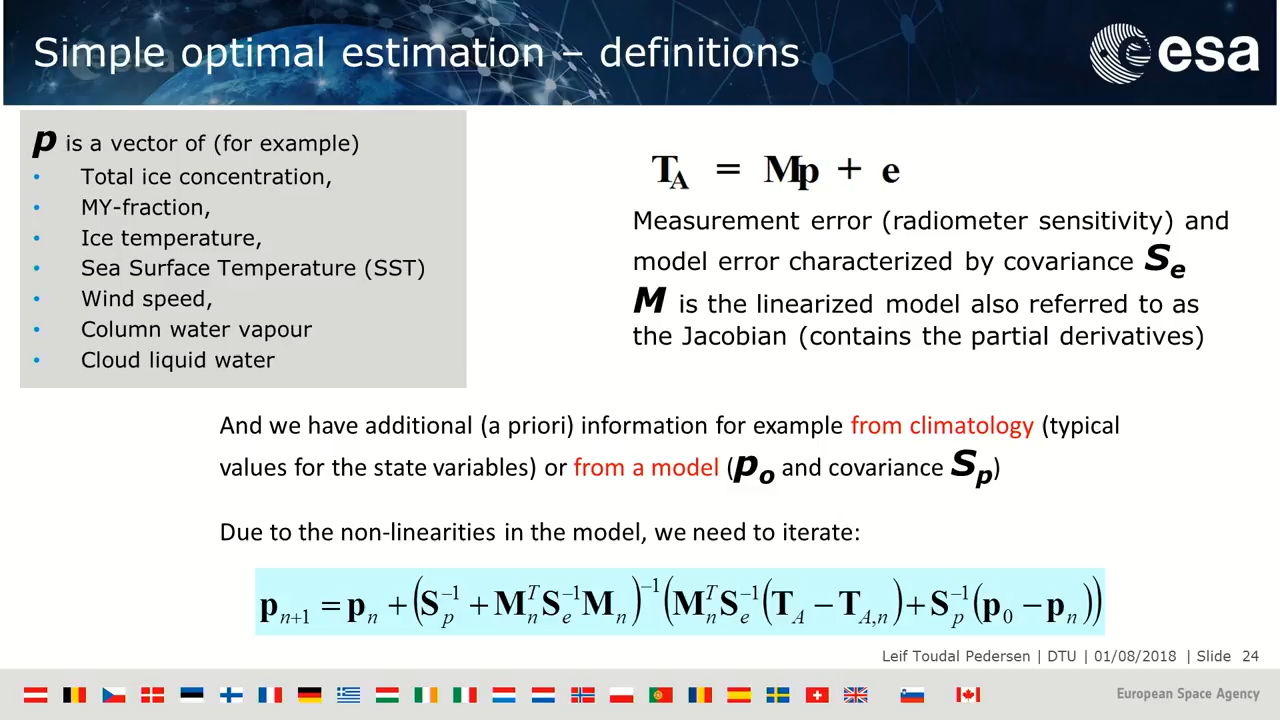 Simple optimal estimation – definitions
esa
p is a vector of (for example)
• Total ice concentration,
• MY-fraction,
• Ice temperature,
• Sea Surface Temperature (SST)
• Wind speed,
• Column water vapour
• Cloud liquid water
T_A = Mp + e
Measurement error (radiometer sensitivity) and
model error characterized by covariance S_e
M is the linearized model also referred to as
the Jacobian (contains the partial derivatives)
And we have additional (a priori) information for example from climatology (typical
values for the state variables) or from a model (p_o and covariance S_p)
Due to the non-linearities in the model, we need to iterate:
p_{n+1} = p_n + (S_p^{-1} + M_n^T S_e^{-1} M_n)^{-1} (M_n^T S_e^{-1} (T_A − T_{A,n}) + S_p^{-1} (p_0 − p_n))
Leif Toudal Pedersen | DTU | 01/08/2018 | Slide 24
European Space Agency